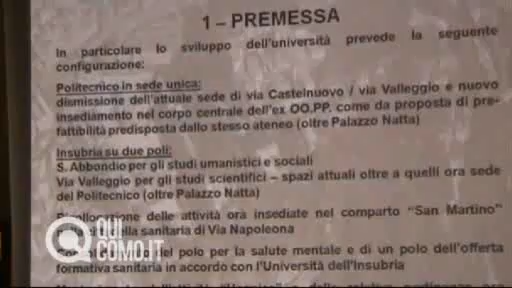 1 – PREMESSA
In particolare lo sviluppo dell'università prevede la seguente
configurazione:
Politecnico in sede unica:
dismissione dell'attuale sede di via Castelnuovo / via Valleggio e nuovo
insediamento nel corpo centrale dell'ex OO.PP. come da proposta di pre-
fattibilità predisposta dallo stesso ateneo (oltre Palazzo Natta)
Insubria su due poli:
S. Abbondio per gli studi umanistici e sociali
Via Valleggio per gli studi scientifici – spazi attuali oltre a quelli ora sede
del Politecnico (oltre Palazzo Natta)
delle attività ora insediate nel comparto "San Martino"
sanitaria di Via Napoleona
del polo per la salute mentale e di un polo dell'offerta
formativa sanitaria in accordo con l'Università dell'Insubria
QUI
COMO.IT